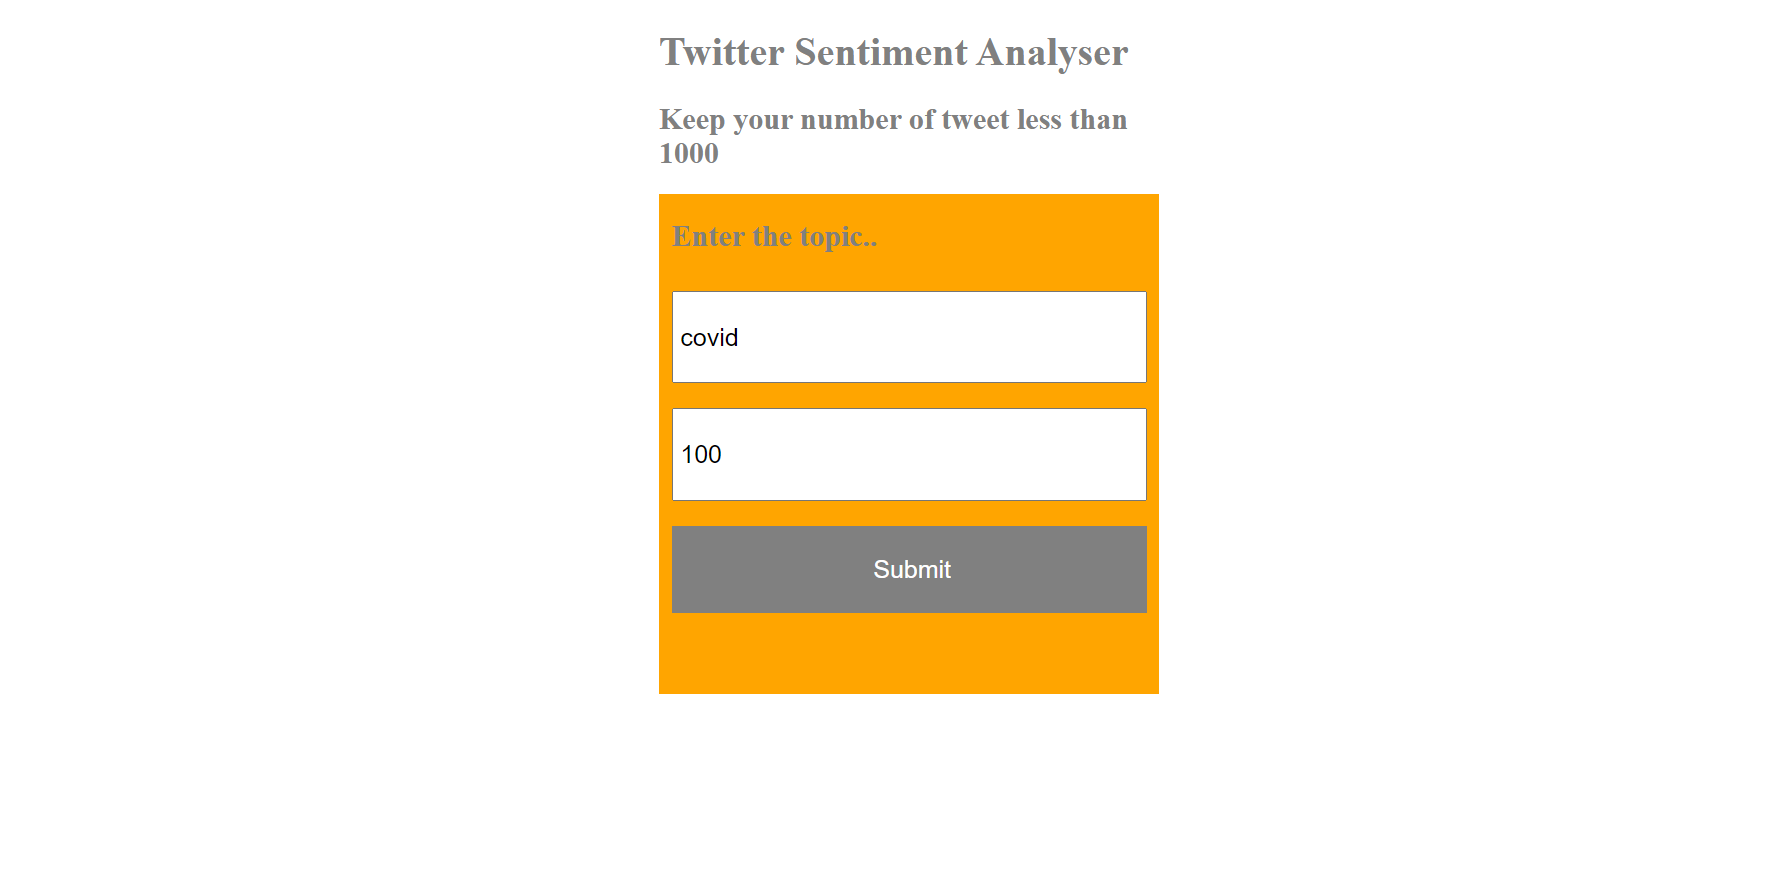 Twitter Sentiment Analyser
Keep your number of tweet less than
1000
Enter the topic..
covid
100
Submit